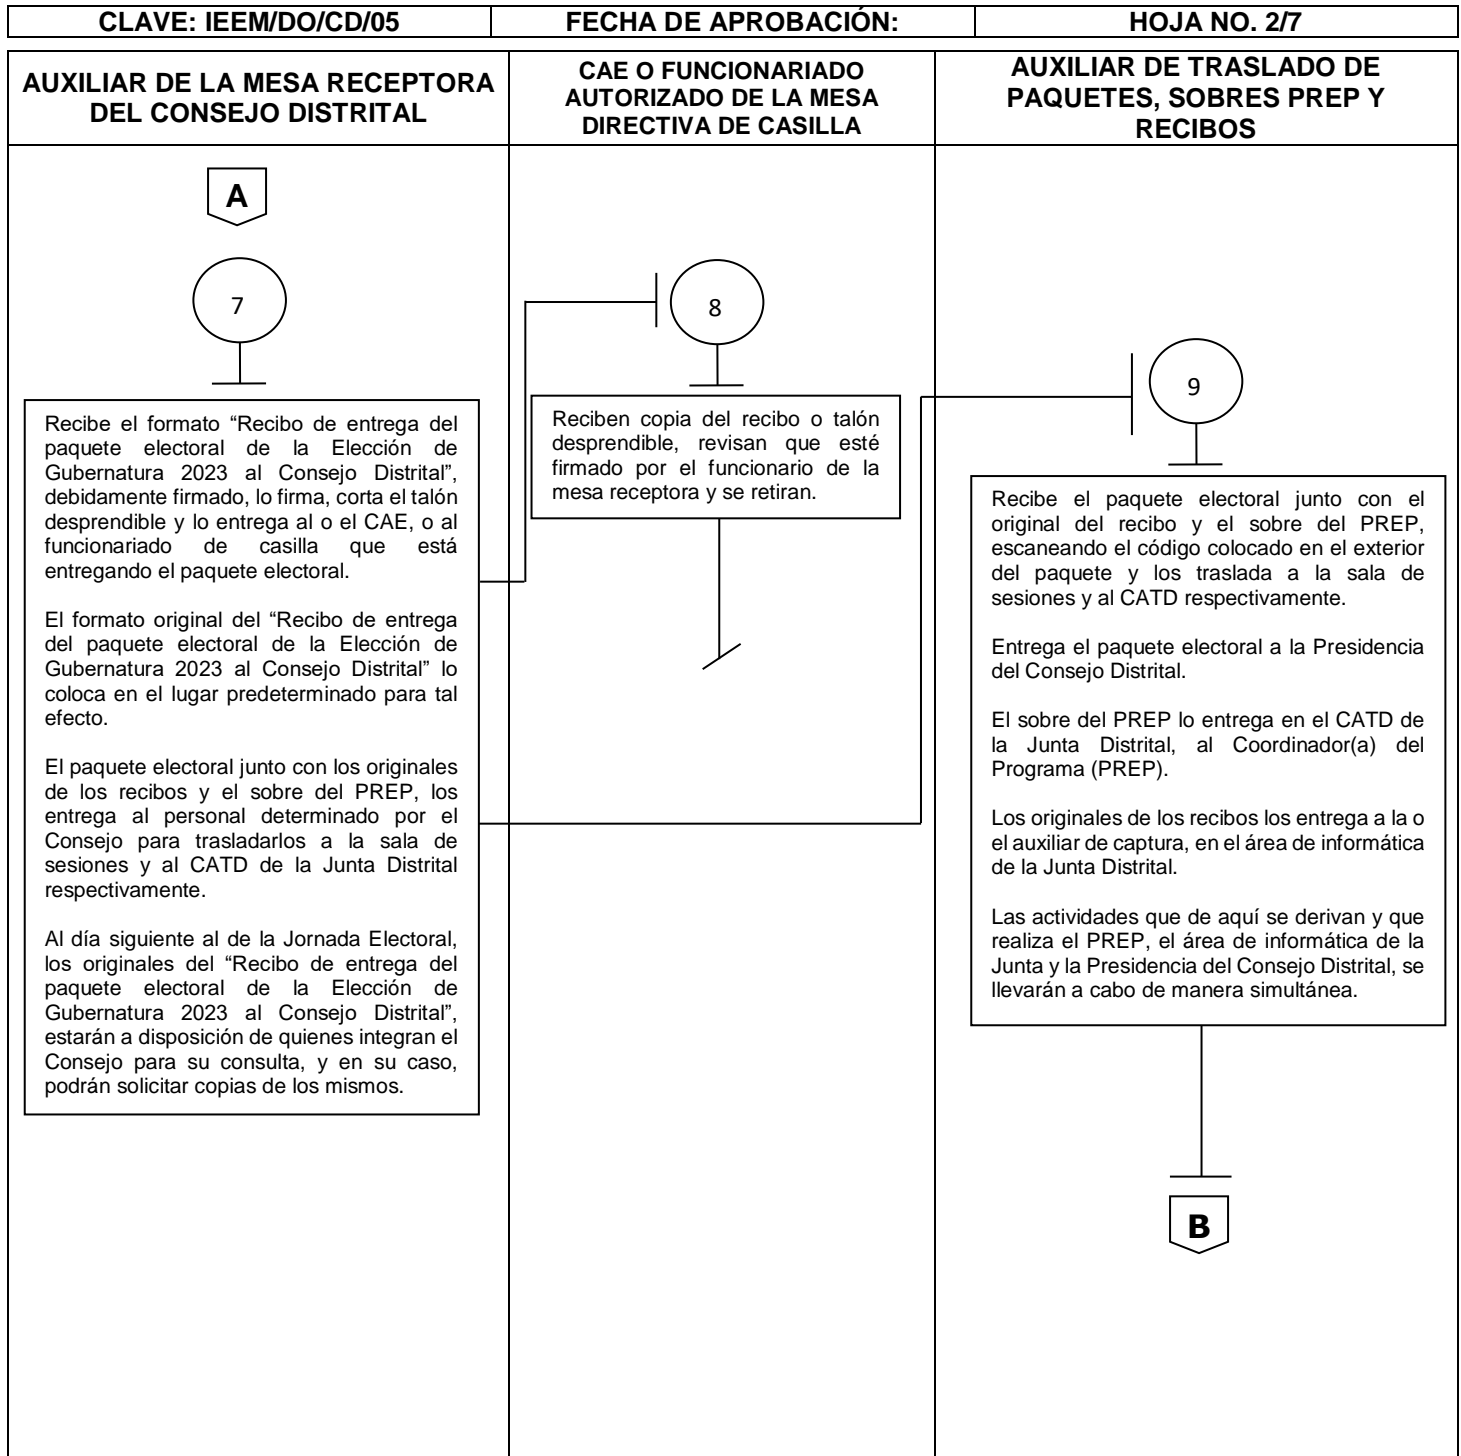 CLAVE: IEEM/DO/CD/05 FECHA DE APROBACIÓN: HOJA NO. 2/7
AUXILIAR DE LA MESA RECEPTORA
DEL CONSEJO DISTRITAL
CAE O FUNCIONARIADO
AUTORIZADO DE LA MESA
DIRECTIVA DE CASILLA
AUXILIAR DE TRASLADO DE
PAQUETES, SOBRES PREP Y
RECIBOS
A
7
Recibe el formato “Recibo de entrega del
paquete electoral de la Elección de
Gubernatura 2023 al Consejo Distrital”,
debidamente firmado, lo firma, corta el talón
desprendible y lo entrega al o el CAE, o al
funcionariado de casilla que está
entregando el paquete electoral.
El formato original del “Recibo de entrega
del paquete electoral de la Elección de
Gubernatura 2023 al Consejo Distrital” lo
coloca en el lugar predeterminado para tal
efecto.
El paquete electoral junto con los originales
de los recibos y el sobre del PREP, los
entrega al personal determinado por el
Consejo para trasladarlos a la sala de
sesiones y al CATD de la Junta Distrital
respectivamente.
Al día siguiente al de la Jornada Electoral,
los originales del “Recibo de entrega del
paquete electoral de la Elección de
Gubernatura 2023 al Consejo Distrital”,
estarán a disposición de quienes integran el
Consejo para su consulta, y en su caso,
podrán solicitar copias de los mismos.
8
Reciben copia del recibo o talón
desprendible, revisan que esté
firmado por el funcionario de la
mesa receptora y se retiran.
9
Recibe el paquete electoral junto con el
original del recibo y el sobre del PREP,
escaneando el código colocado en el exterior
del paquete y los traslada a la sala de
sesiones y al CATD respectivamente.
Entrega el paquete electoral a la Presidencia
del Consejo Distrital.
El sobre del PREP lo entrega en el CATD de
la Junta Distrital, al Coordinador(a) del
Programa (PREP).
Los originales de los recibos los entrega a la o
el auxiliar de captura, en el área de informática
de la Junta Distrital.
Las actividades que de aquí se derivan y que
realiza el PREP, el área de informática de la
Junta y la Presidencia del Consejo Distrital, se
llevarán a cabo de manera simultánea.
B